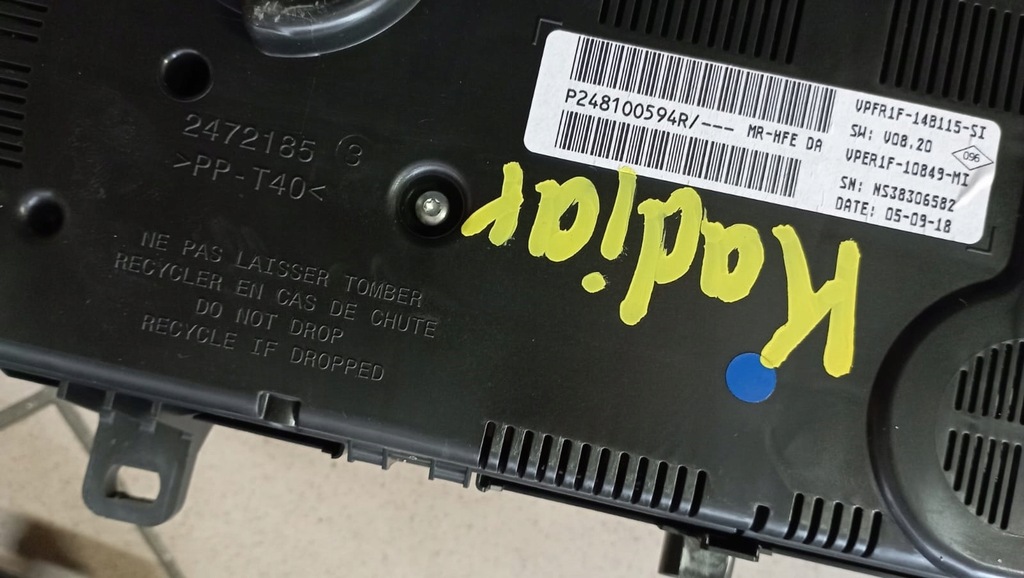 P248100594R/--- MR-HFE DA
VPFR1F-14B115-SI
SW: V08.20
VPER1F-10849-MI
096
SN: NS38306582
DATE: 05-09-18
2472185 3
>PP-T40<
Kadjar
NE PAS LAISSER TOMBER
RECYCLER EN CAS DE CHUTE
DO NOT DROP
RECYCLE IF DROPPED